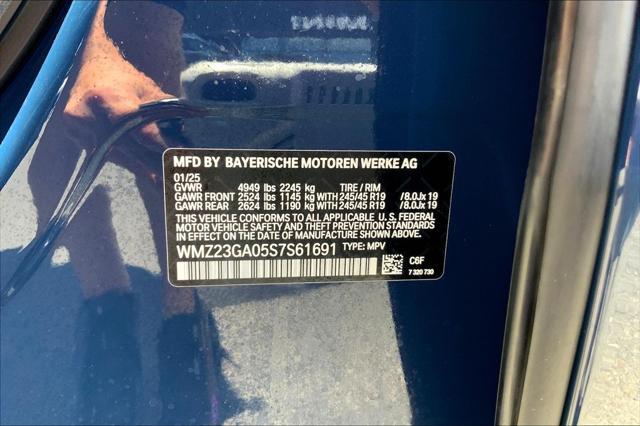 MFD BY BAYERISCHE MOTOREN WERKE AG
01/25
GVWR 4949 lbs 2245 kg TIRE / RIM
GAWR FRONT 2524 lbs 1145 kg WITH 245/45 R19 /8.0Jx 19
GAWR REAR 2624 lbs 1190 kg WITH 245/45 R19 /8.0Jx 19
THIS VEHICLE CONFORMS TO ALL APPLICABLE U.S. FEDERAL
MOTOR VEHICLE SAFETY AND THEFT PREVENTION STANDARDS
IN EFFECT ON THE DATE OF MANUFACTURE SHOWN ABOVE.
WMZ23GA05S7S61691 TYPE: MPV
C6F
7 320 730